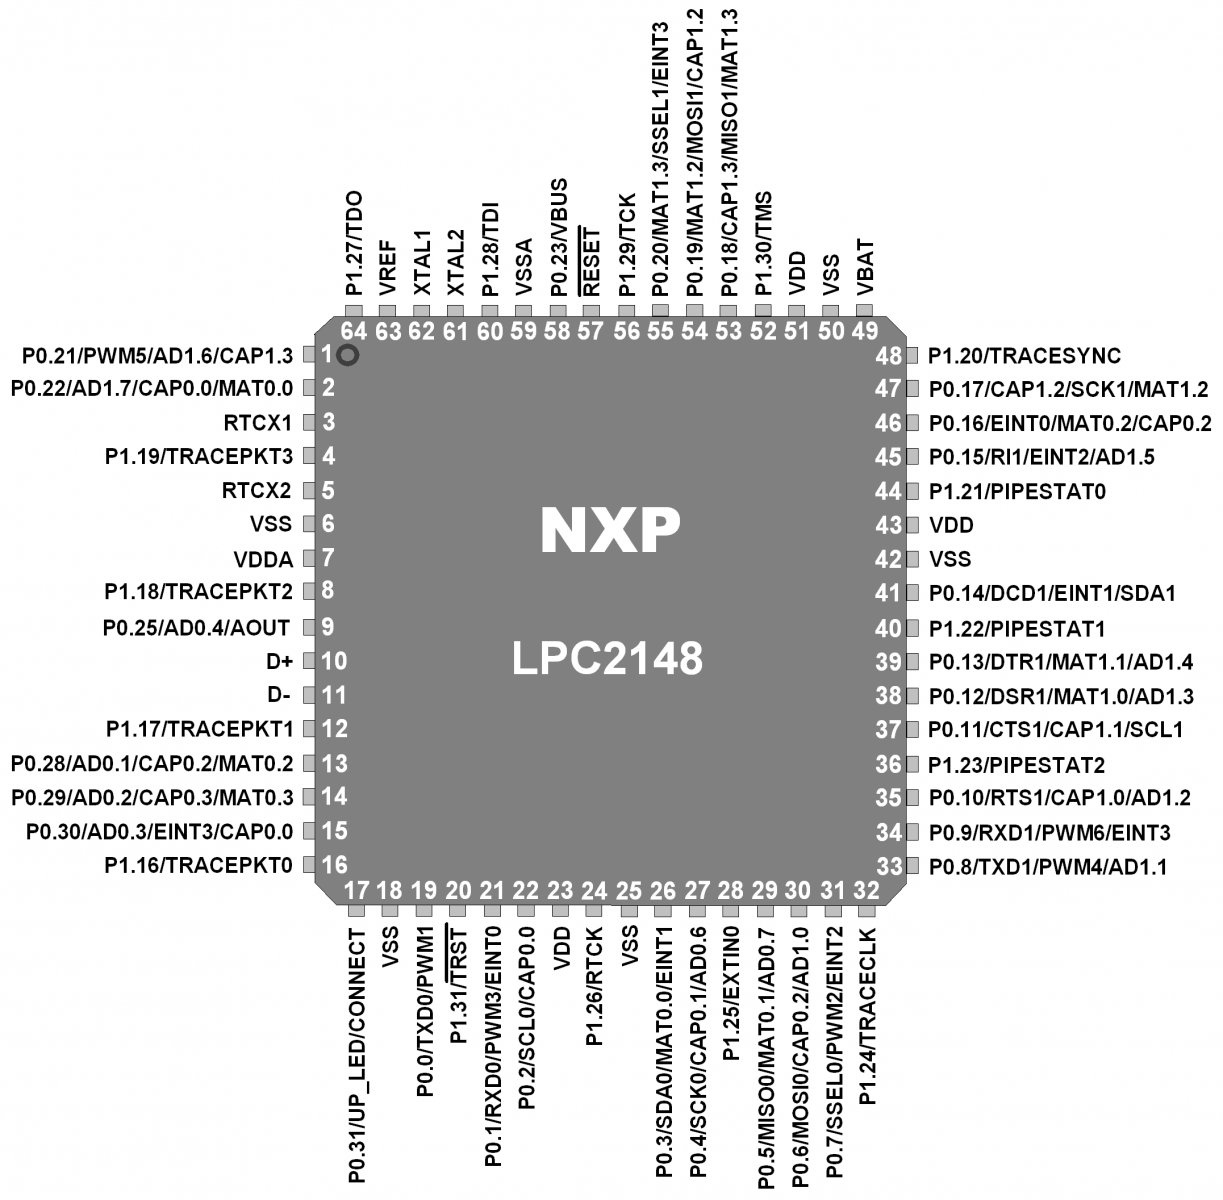 P1.27/TDO
VREF
XTAL1
XTAL2
P1.28/TDI
VSSA
P0.23/VBUS
RESET
P1.29/TCK
P0.20/MAT1.3/SSEL1/EINT3
P0.19/MAT1.2/MOSI1/CAP1.2
P0.18/CAP1.3/MISO1/MAT1.3
P1.30/TMS
VDD
VSS
VBAT
64 63 62 61 60 59 58 57 56 55 54 53 52 51 50 49
P0.21/PWM5/AD1.6/CAP1.3 1
P0.22/AD1.7/CAP0.0/MAT0.0 2
RTCX1 3
P1.19/TRACEPKT3 4
RTCX2 5
VSS 6
VDDA 7
P1.18/TRACEPKT2 8
P0.25/AD0.4/AOUT 9
D+ 10
D- 11
P1.17/TRACEPKT1 12
P0.28/AD0.1/CAP0.2/MAT0.2 13
P0.29/AD0.2/CAP0.3/MAT0.3 14
P0.30/AD0.3/EINT3/CAP0.0 15
P1.16/TRACEPKT0 16
NXP
LPC2148
48 P1.20/TRACESYNC
47 P0.17/CAP1.2/SCK1/MAT1.2
46 P0.16/EINT0/MAT0.2/CAP0.2
45 P0.15/RI1/EINT2/AD1.5
44 P1.21/PIPESTAT0
43 VDD
42 VSS
41 P0.14/DCD1/EINT1/SDA1
40 P1.22/PIPESTAT1
39 P0.13/DTR1/MAT1.1/AD1.4
38 P0.12/DSR1/MAT1.0/AD1.3
37 P0.11/CTS1/CAP1.1/SCL1
36 P1.23/PIPESTAT2
35 P0.10/RTS1/CAP1.0/AD1.2
34 P0.9/RXD1/PWM6/EINT3
33 P0.8/TXD1/PWM4/AD1.1
17 18 19 20 21 22 23 24 25 26 27 28 29 30 31 32
P0.31/UP_LED/CONNECT
VSS
P0.0/TXD0/PWM1
P1.31/TRST
P0.1/RXD0/PWM3/EINT0
P0.2/SCL0/CAP0.0
VDD
P1.26/RTCK
VSS
P0.3/SDA0/MAT0.0/EINT1
P0.4/SCK0/CAP0.1/AD0.6
P1.25/EXTIN0
P0.5/MISO0/MAT0.1/AD0.7
P0.6/MOSI0/CAP0.2/AD1.0
P0.7/SSEL0/PWM2/EINT2
P1.24/TRACECLK